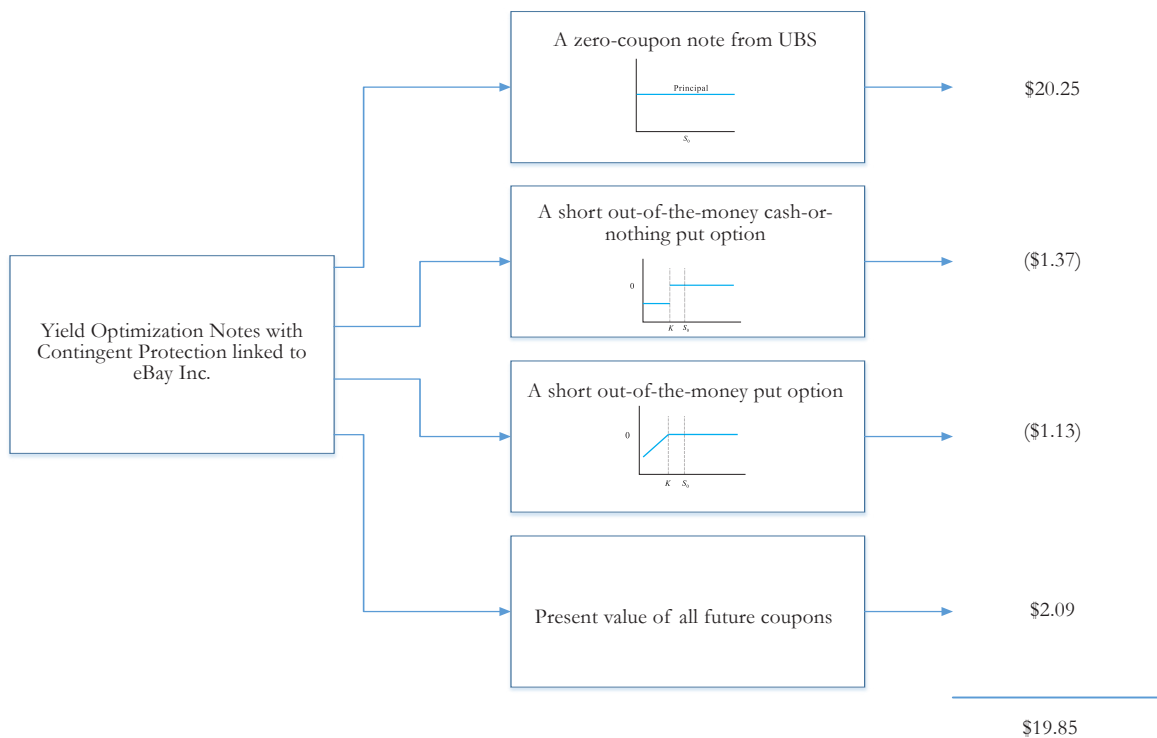 A zero-coupon note from UBS
Principal
S₀
$20.25
A short out-of-the-money cash-or-
nothing put option
0
K S₀
($1.37)
Yield Optimization Notes with
Contingent Protection linked to
eBay Inc.
A short out-of-the-money put option
0
K S₀
($1.13)
Present value of all future coupons
$2.09
$19.85